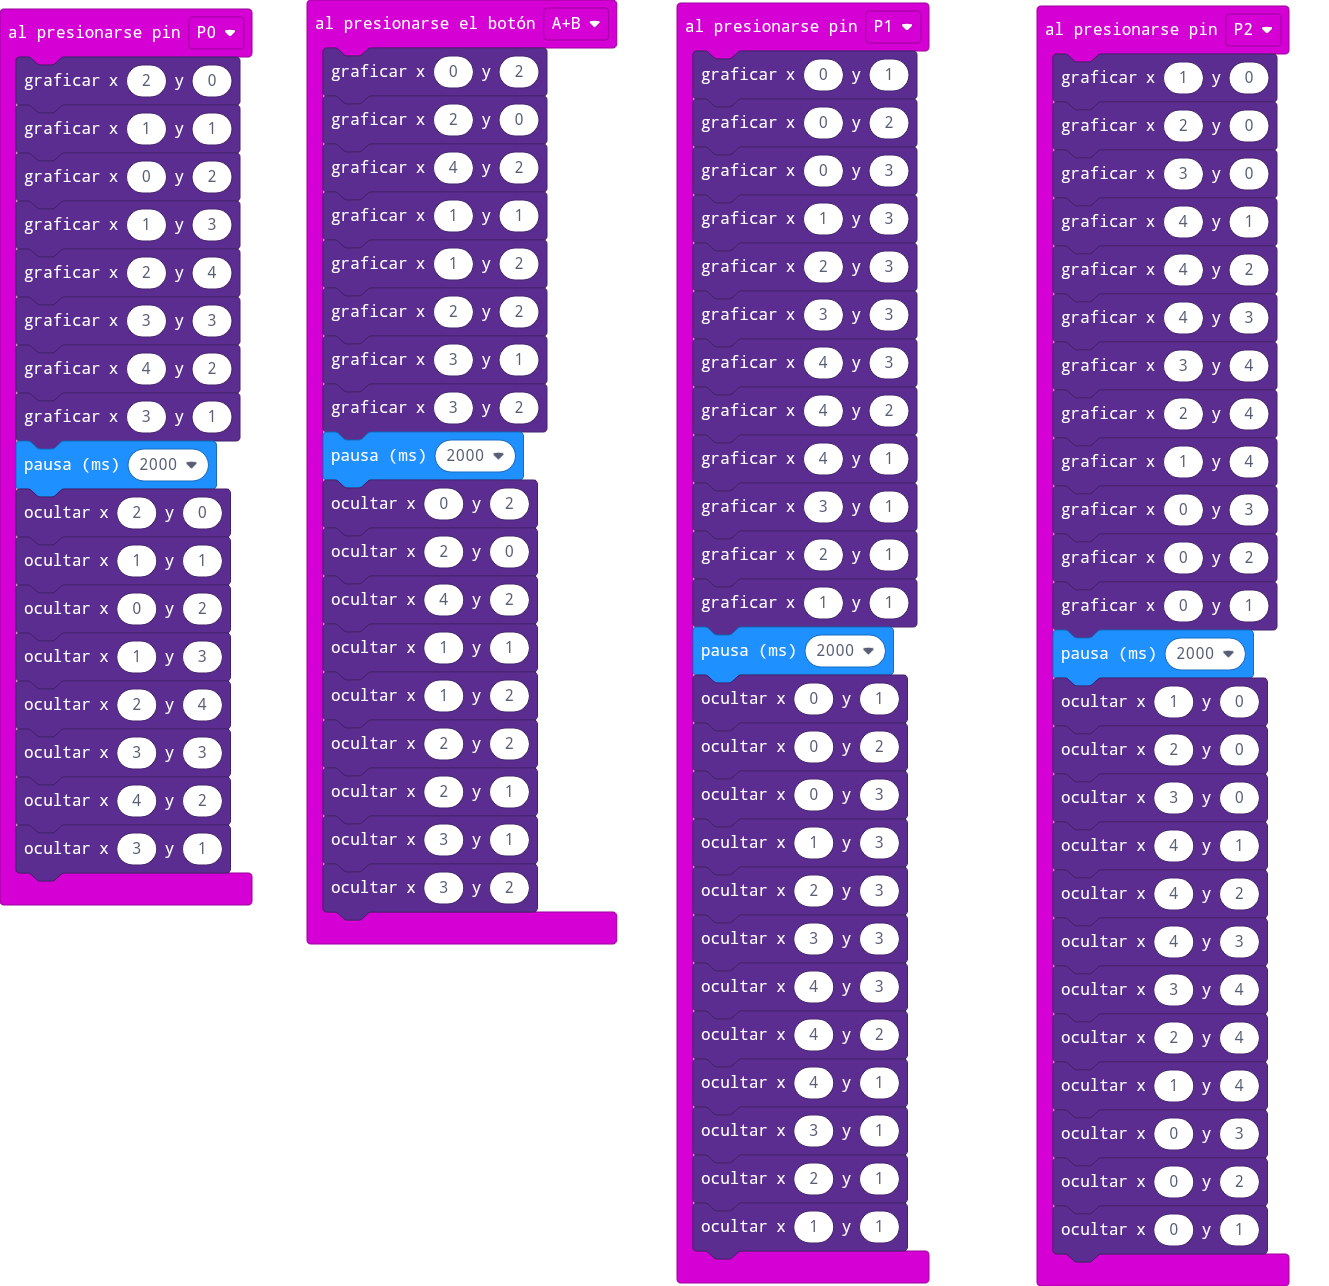 al presionarse pin P0
graficar x 2 y 0
graficar x 1 y 1
graficar x 0 y 2
graficar x 1 y 3
graficar x 2 y 4
graficar x 3 y 3
graficar x 4 y 2
graficar x 3 y 1
pausa (ms) 2000
ocultar x 2 y 0
ocultar x 1 y 1
ocultar x 0 y 2
ocultar x 1 y 3
ocultar x 2 y 4
ocultar x 3 y 3
ocultar x 4 y 2
ocultar x 3 y 1
al presionarse el botón A+B
graficar x 0 y 2
graficar x 2 y 0
graficar x 4 y 2
graficar x 1 y 1
graficar x 1 y 2
graficar x 2 y 2
graficar x 3 y 1
graficar x 3 y 2
pausa (ms) 2000
ocultar x 0 y 2
ocultar x 2 y 0
ocultar x 4 y 2
ocultar x 1 y 1
ocultar x 1 y 2
ocultar x 2 y 2
ocultar x 2 y 1
ocultar x 3 y 1
ocultar x 3 y 2
al presionarse pin P1
graficar x 0 y 1
graficar x 0 y 2
graficar x 0 y 3
graficar x 1 y 3
graficar x 2 y 3
graficar x 3 y 3
graficar x 4 y 3
graficar x 4 y 2
graficar x 4 y 1
graficar x 3 y 1
graficar x 2 y 1
graficar x 1 y 1
pausa (ms) 2000
ocultar x 0 y 1
ocultar x 0 y 2
ocultar x 0 y 3
ocultar x 1 y 3
ocultar x 2 y 3
ocultar x 3 y 3
ocultar x 4 y 3
ocultar x 4 y 2
ocultar x 4 y 1
ocultar x 3 y 1
ocultar x 2 y 1
ocultar x 1 y 1
al presionarse pin P2
graficar x 1 y 0
graficar x 2 y 0
graficar x 3 y 0
graficar x 4 y 1
graficar x 4 y 2
graficar x 4 y 3
graficar x 3 y 4
graficar x 2 y 4
graficar x 1 y 4
graficar x 0 y 3
graficar x 0 y 2
graficar x 0 y 1
pausa (ms) 2000
ocultar x 1 y 0
ocultar x 2 y 0
ocultar x 3 y 0
ocultar x 4 y 1
ocultar x 4 y 2
ocultar x 4 y 3
ocultar x 3 y 4
ocultar x 2 y 4
ocultar x 1 y 4
ocultar x 0 y 3
ocultar x 0 y 2
ocultar x 0 y 1